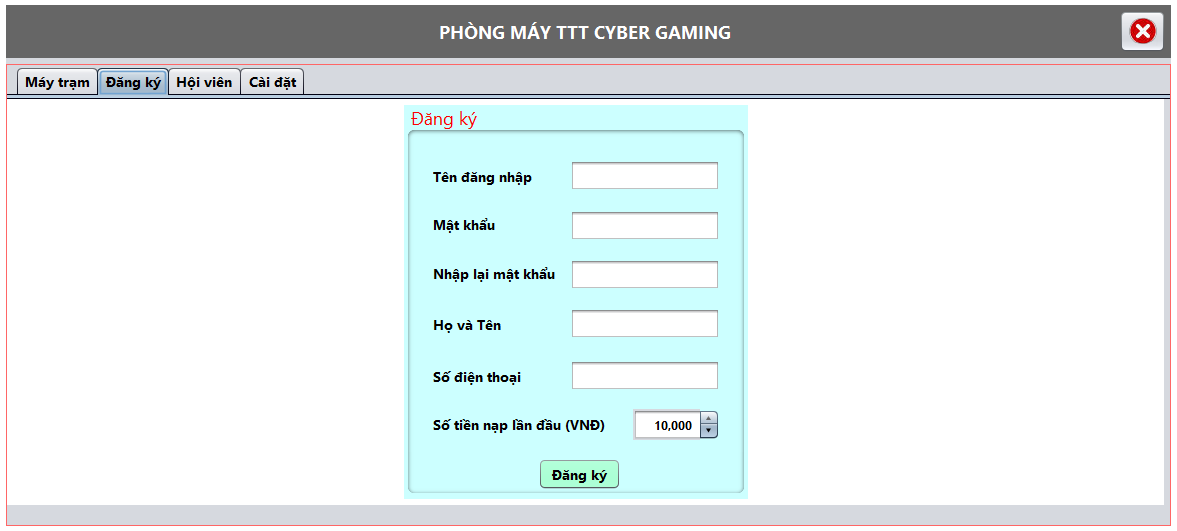 PHÒNG MÁY TTT CYBER GAMING
Máy trạm Đăng ký Hội viên Cài đặt
Đăng ký
Tên đăng nhập
Mật khẩu
Nhập lại mật khẩu
Họ và Tên
Số điện thoại
Số tiền nạp lần đầu (VNĐ) 10,000
Đăng ký